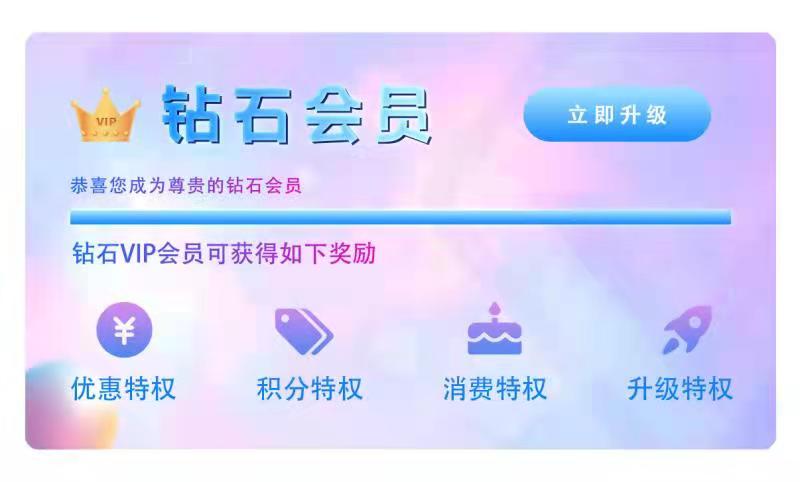 VIP
钻石会员
立即升级
恭喜您成为尊贵的钻石会员
钻石VIP会员可获得如下奖励
¥
优惠特权
积分特权
消费特权
升级特权